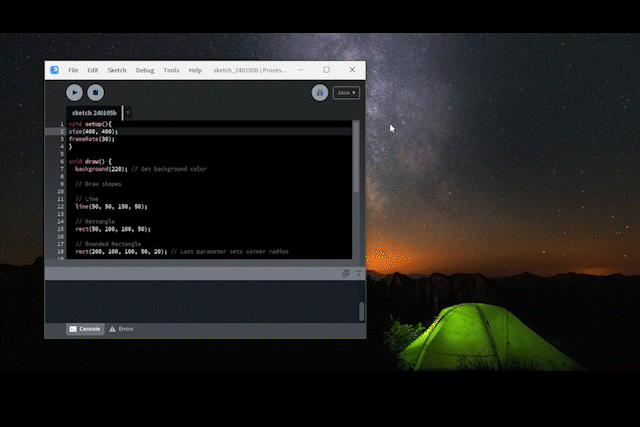 File Edit Sketch Debug Tools Help sketch_240105b | Proces...
Java ▾
sketch_240105b
1 void setup(){
2 size(400, 400);
3 frameRate(30);
4 }
5
6 void draw() {
7 background(220); // Set background color
8
9 // Draw shapes
10
11 // Line
12 line(50, 50, 150, 50);
13
14 // Rectangle
15 rect(50, 100, 100, 50);
16
17 // Rounded Rectangle
18 rect(200, 100, 100, 50, 20); // Last parameter sets corner radius
19
Console Errors